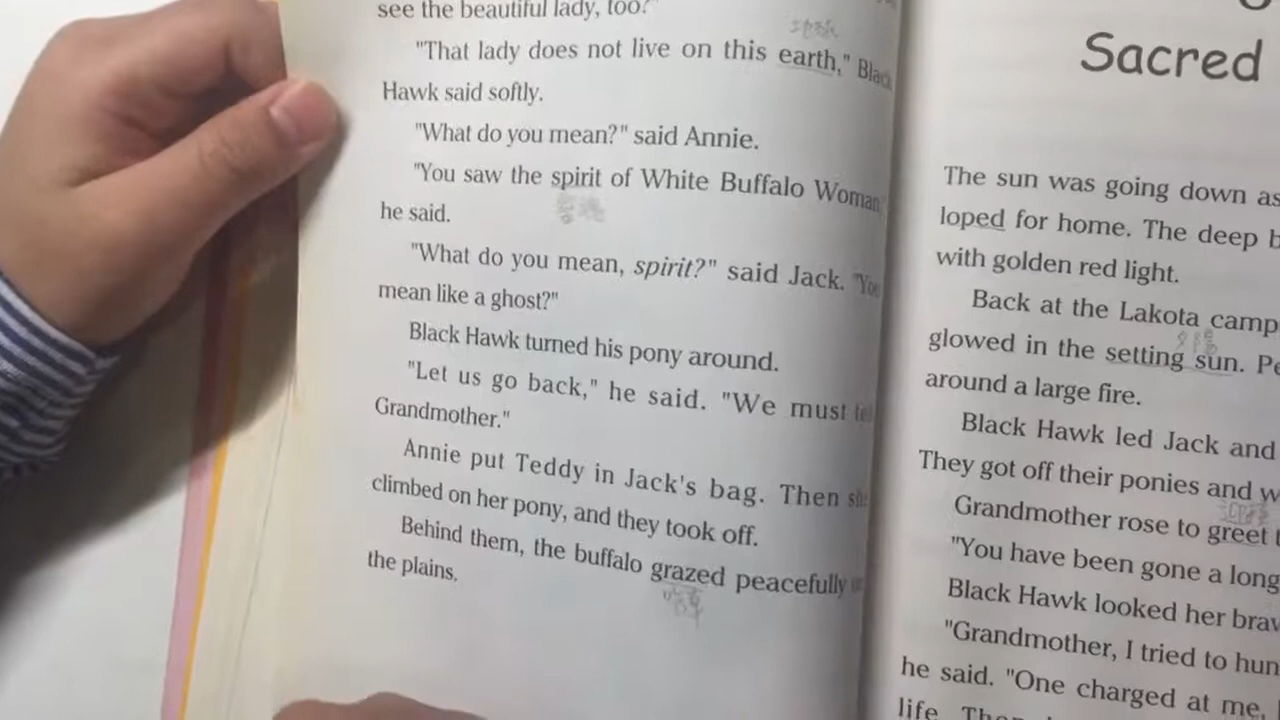 see the beautiful lady, too?"
地球
"That lady does not live on this earth," Black
Hawk said softly.
"What do you mean?" said Annie.
"You saw the spirit of White Buffalo Woman,"
he said.
"What do you mean, spirit?" said Jack. "You
mean like a ghost?"
Black Hawk turned his pony around.
"Let us go back," he said. "We must tell
Grandmother."
Annie put Teddy in Jack's bag. Then she
climbed on her pony, and they took off.
Behind them, the buffalo grazed peacefully
the plains.
Sacred
The sun was going down as
loped for home. The deep b
with golden red light.
Back at the Lakota camp
glowed in the setting sun. Pe
around a large fire.
Black Hawk led Jack and
They got off their ponies and w
Grandmother rose to greet t
"You have been gone a long
Black Hawk looked her brav
"Grandmother, I tried to hun
he said. "One charged at me,
life.